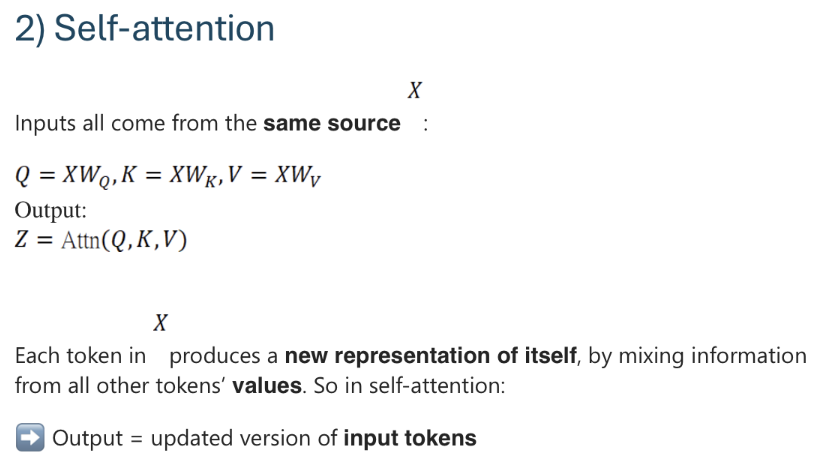 2) Self-attention
X
Inputs all come from the same source :
Q = XW_Q, K = XW_K, V = XW_V
Output:
Z = Attn(Q, K, V)
X
Each token in produces a new representation of itself, by mixing information
from all other tokens’ values. So in self-attention:
➡️ Output = updated version of input tokens